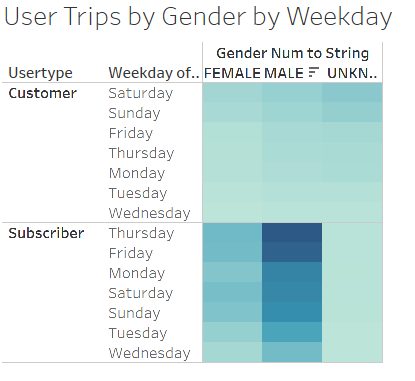 User Trips by Gender by Weekday
Gender Num to String
Usertype Weekday of.. FEMALE MALE UNKN..
Customer Saturday
Sunday
Friday
Thursday
Monday
Tuesday
Wednesday
Subscriber Thursday
Friday
Monday
Saturday
Sunday
Tuesday
Wednesday